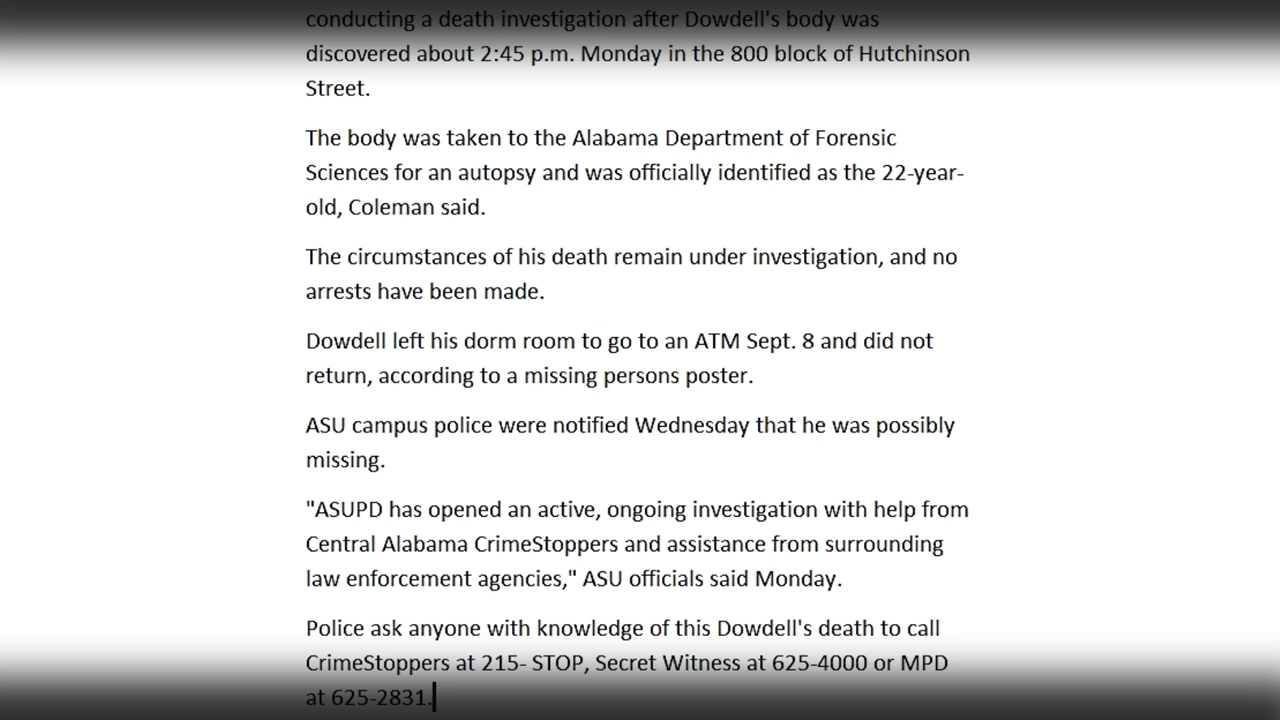 conducting a death investigation after Dowdell's body was
discovered about 2:45 p.m. Monday in the 800 block of Hutchinson
Street.
The body was taken to the Alabama Department of Forensic
Sciences for an autopsy and was officially identified as the 22-year-
old, Coleman said.
The circumstances of his death remain under investigation, and no
arrests have been made.
Dowdell left his dorm room to go to an ATM Sept. 8 and did not
return, according to a missing persons poster.
ASU campus police were notified Wednesday that he was possibly
missing.
"ASUPD has opened an active, ongoing investigation with help from
Central Alabama CrimeStoppers and assistance from surrounding
law enforcement agencies," ASU officials said Monday.
Police ask anyone with knowledge of this Dowdell's death to call
CrimeStoppers at 215- STOP, Secret Witness at 625-4000 or MPD
at 625-2831.